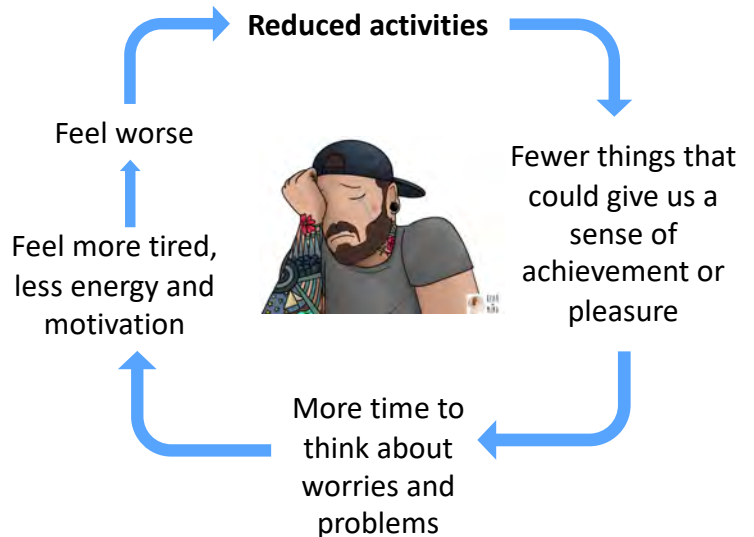 Reduced activities
Fewer things that
could give us a
sense of
achievement or
pleasure
More time to
think about
worries and
problems
Feel more tired,
less energy and
motivation
Feel worse